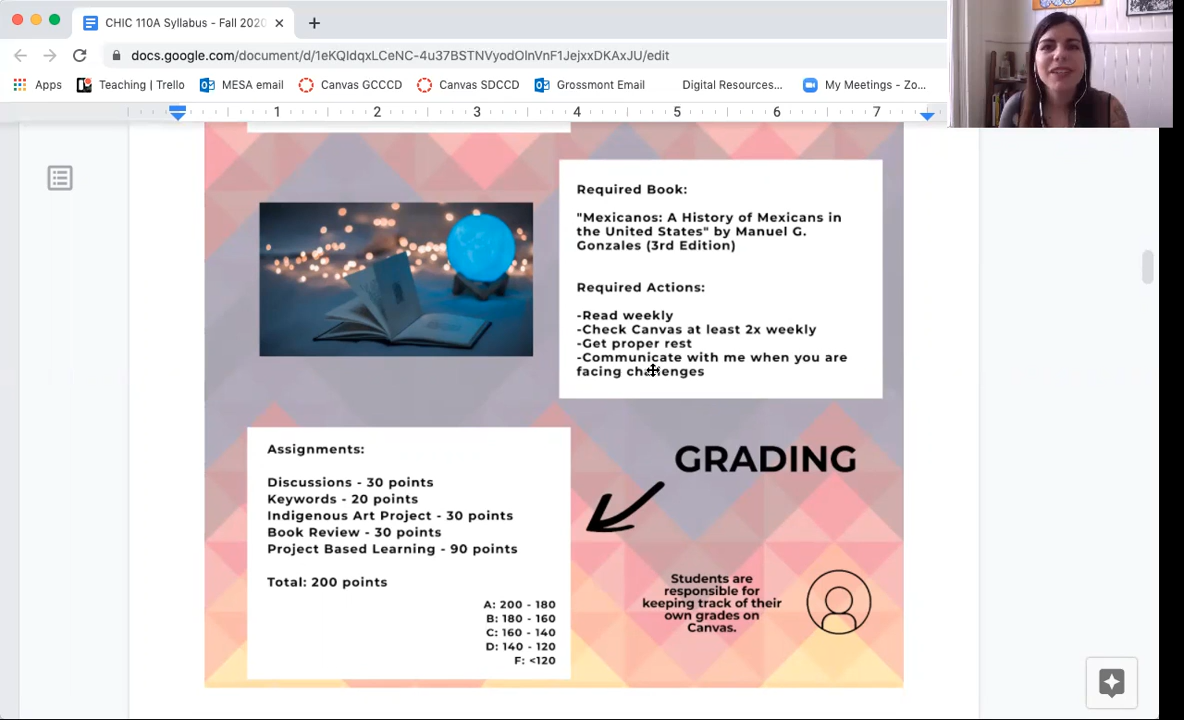 CHIC 110A Syllabus - Fall 2020
docs.google.com/document/d/1eKQIdqxLCeNC-4u37BSTNVyodOlnVnF1JejxxDKAxJU/edit
Apps
Teaching | Trello
MESA email
Canvas GCCCD
Canvas SDCCD
Grossmont Email
Digital Resources...
My Meetings - Zo...
1 2 3 4 5 6 7
Required Book:
"Mexicanos: A History of Mexicans in
the United States" by Manuel G.
Gonzales (3rd Edition)
Required Actions:
-Read weekly
-Check Canvas at least 2x weekly
-Get proper rest
-Communicate with me when you are
facing challenges
Assignments:
Discussions - 30 points
Keywords - 20 points
Indigenous Art Project - 30 points
Book Review - 30 points
Project Based Learning - 90 points
Total: 200 points
A: 200 - 180
B: 180 - 160
C: 160 - 140
D: 140 - 120
F: <120
GRADING
Students are
responsible for
keeping track of their
own grades on
Canvas.